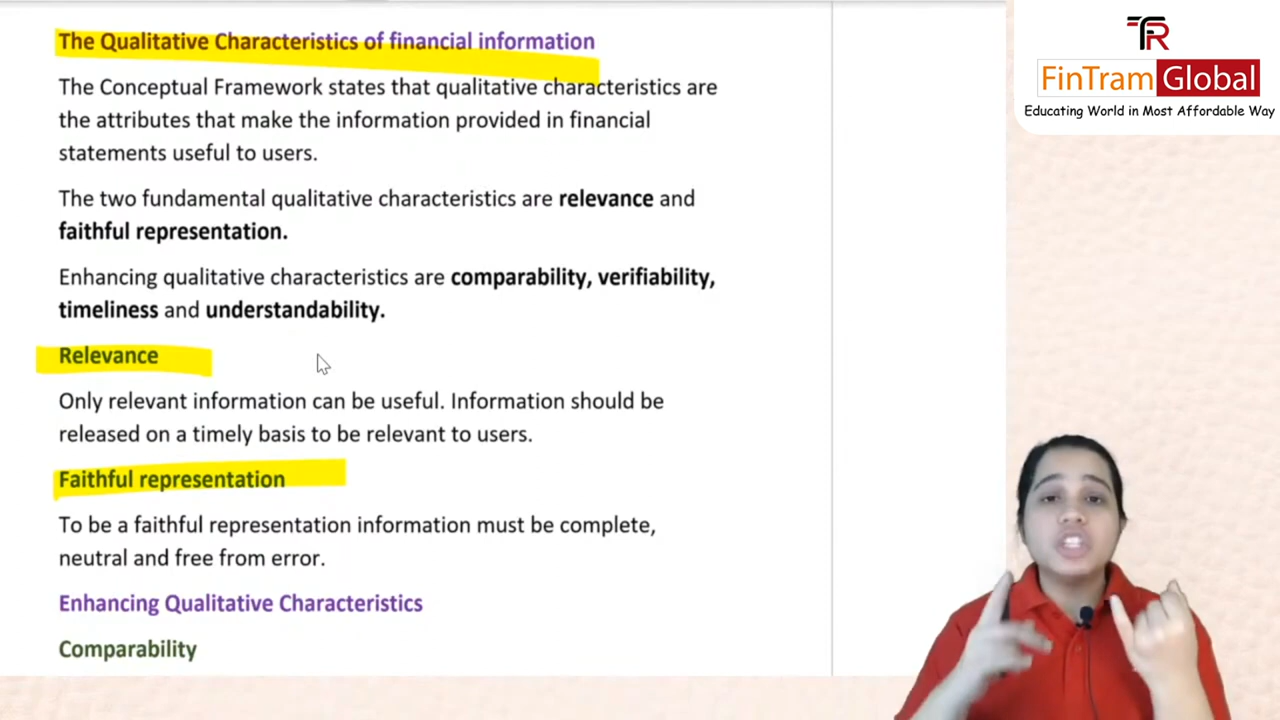 The Qualitative Characteristics of financial information
The Conceptual Framework states that qualitative characteristics are
the attributes that make the information provided in financial
statements useful to users.
The two fundamental qualitative characteristics are relevance and
faithful representation.
Enhancing qualitative characteristics are comparability, verifiability,
timeliness and understandability.
Relevance
Only relevant information can be useful. Information should be
released on a timely basis to be relevant to users.
Faithful representation
To be a faithful representation information must be complete,
neutral and free from error.
Enhancing Qualitative Characteristics
Comparability
TR
FinTram Global
Educating World in Most Affordable Way